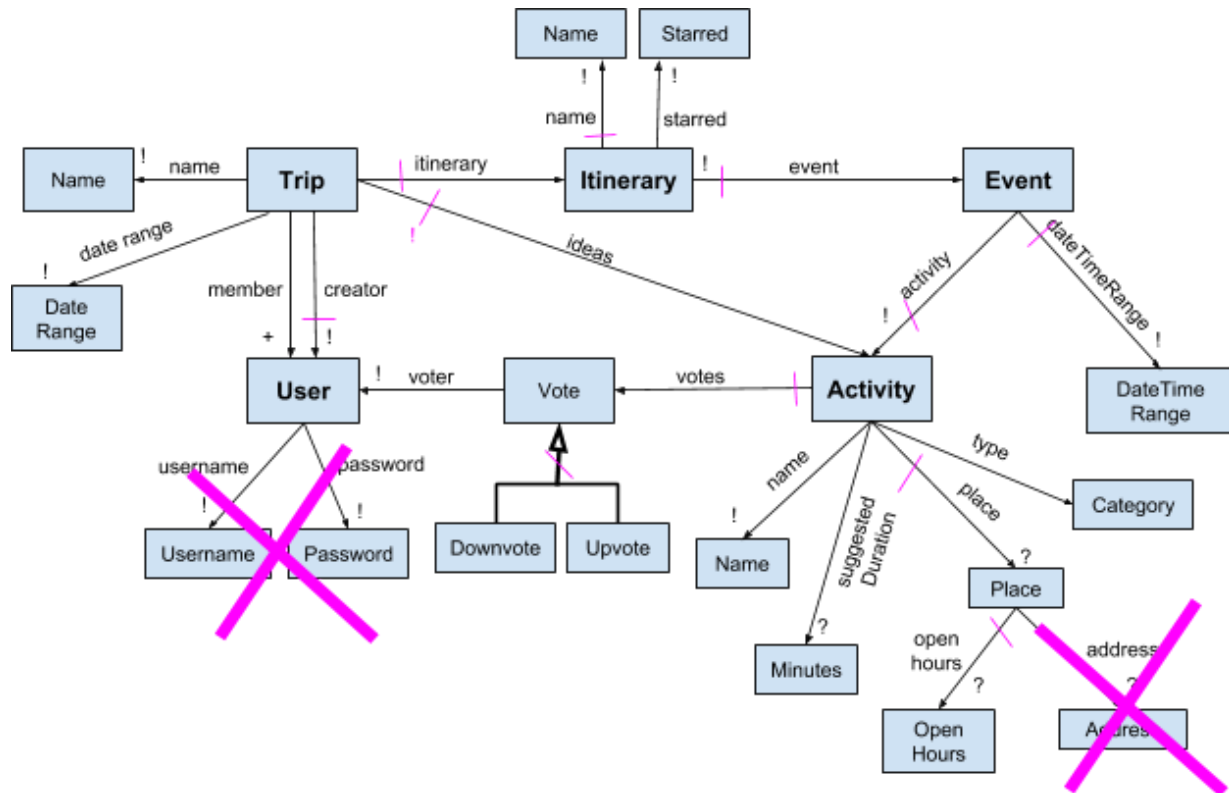 Name
Starred
!
!
name
starred
!
name
Name
Trip
itinerary
Itinerary
!
event
Event
!
date range
!
Date
Range
member
creator
+
!
ideas
activity
!
dateTimeRange
!
DateTime
Range
User
!
voter
Vote
votes
Activity
username
password
!
!
Username
Password
Downvote
Upvote
name
!
Name
suggested
Duration
?
Minutes
place
?
Place
type
Category
open
hours
?
Open
Hours
address
?
Address